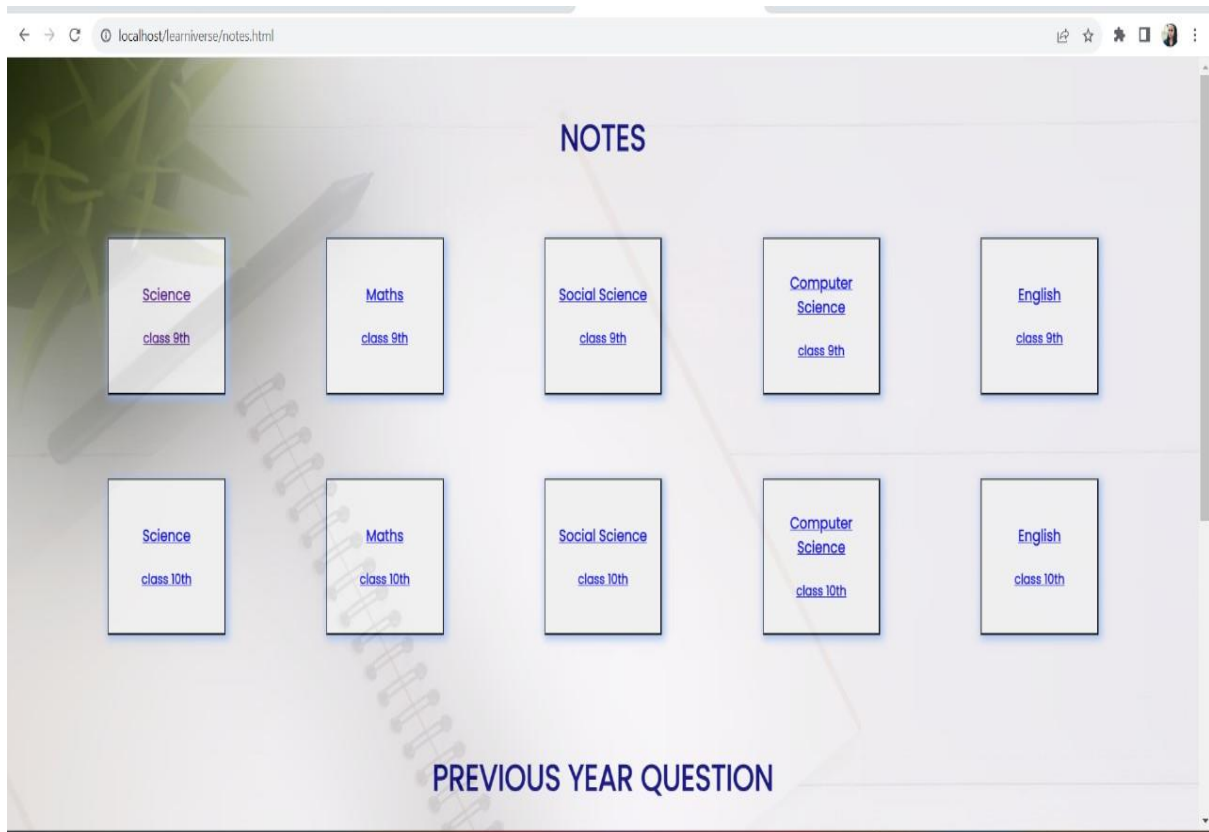 localhost/learniverse/notes.html
NOTES
Science
class 9th
Maths
class 9th
Social Science
class 9th
Computer
Science
class 9th
English
class 9th
Science
class 10th
Maths
class 10th
Social Science
class 10th
Computer
Science
class 10th
English
class 10th
PREVIOUS YEAR QUESTION